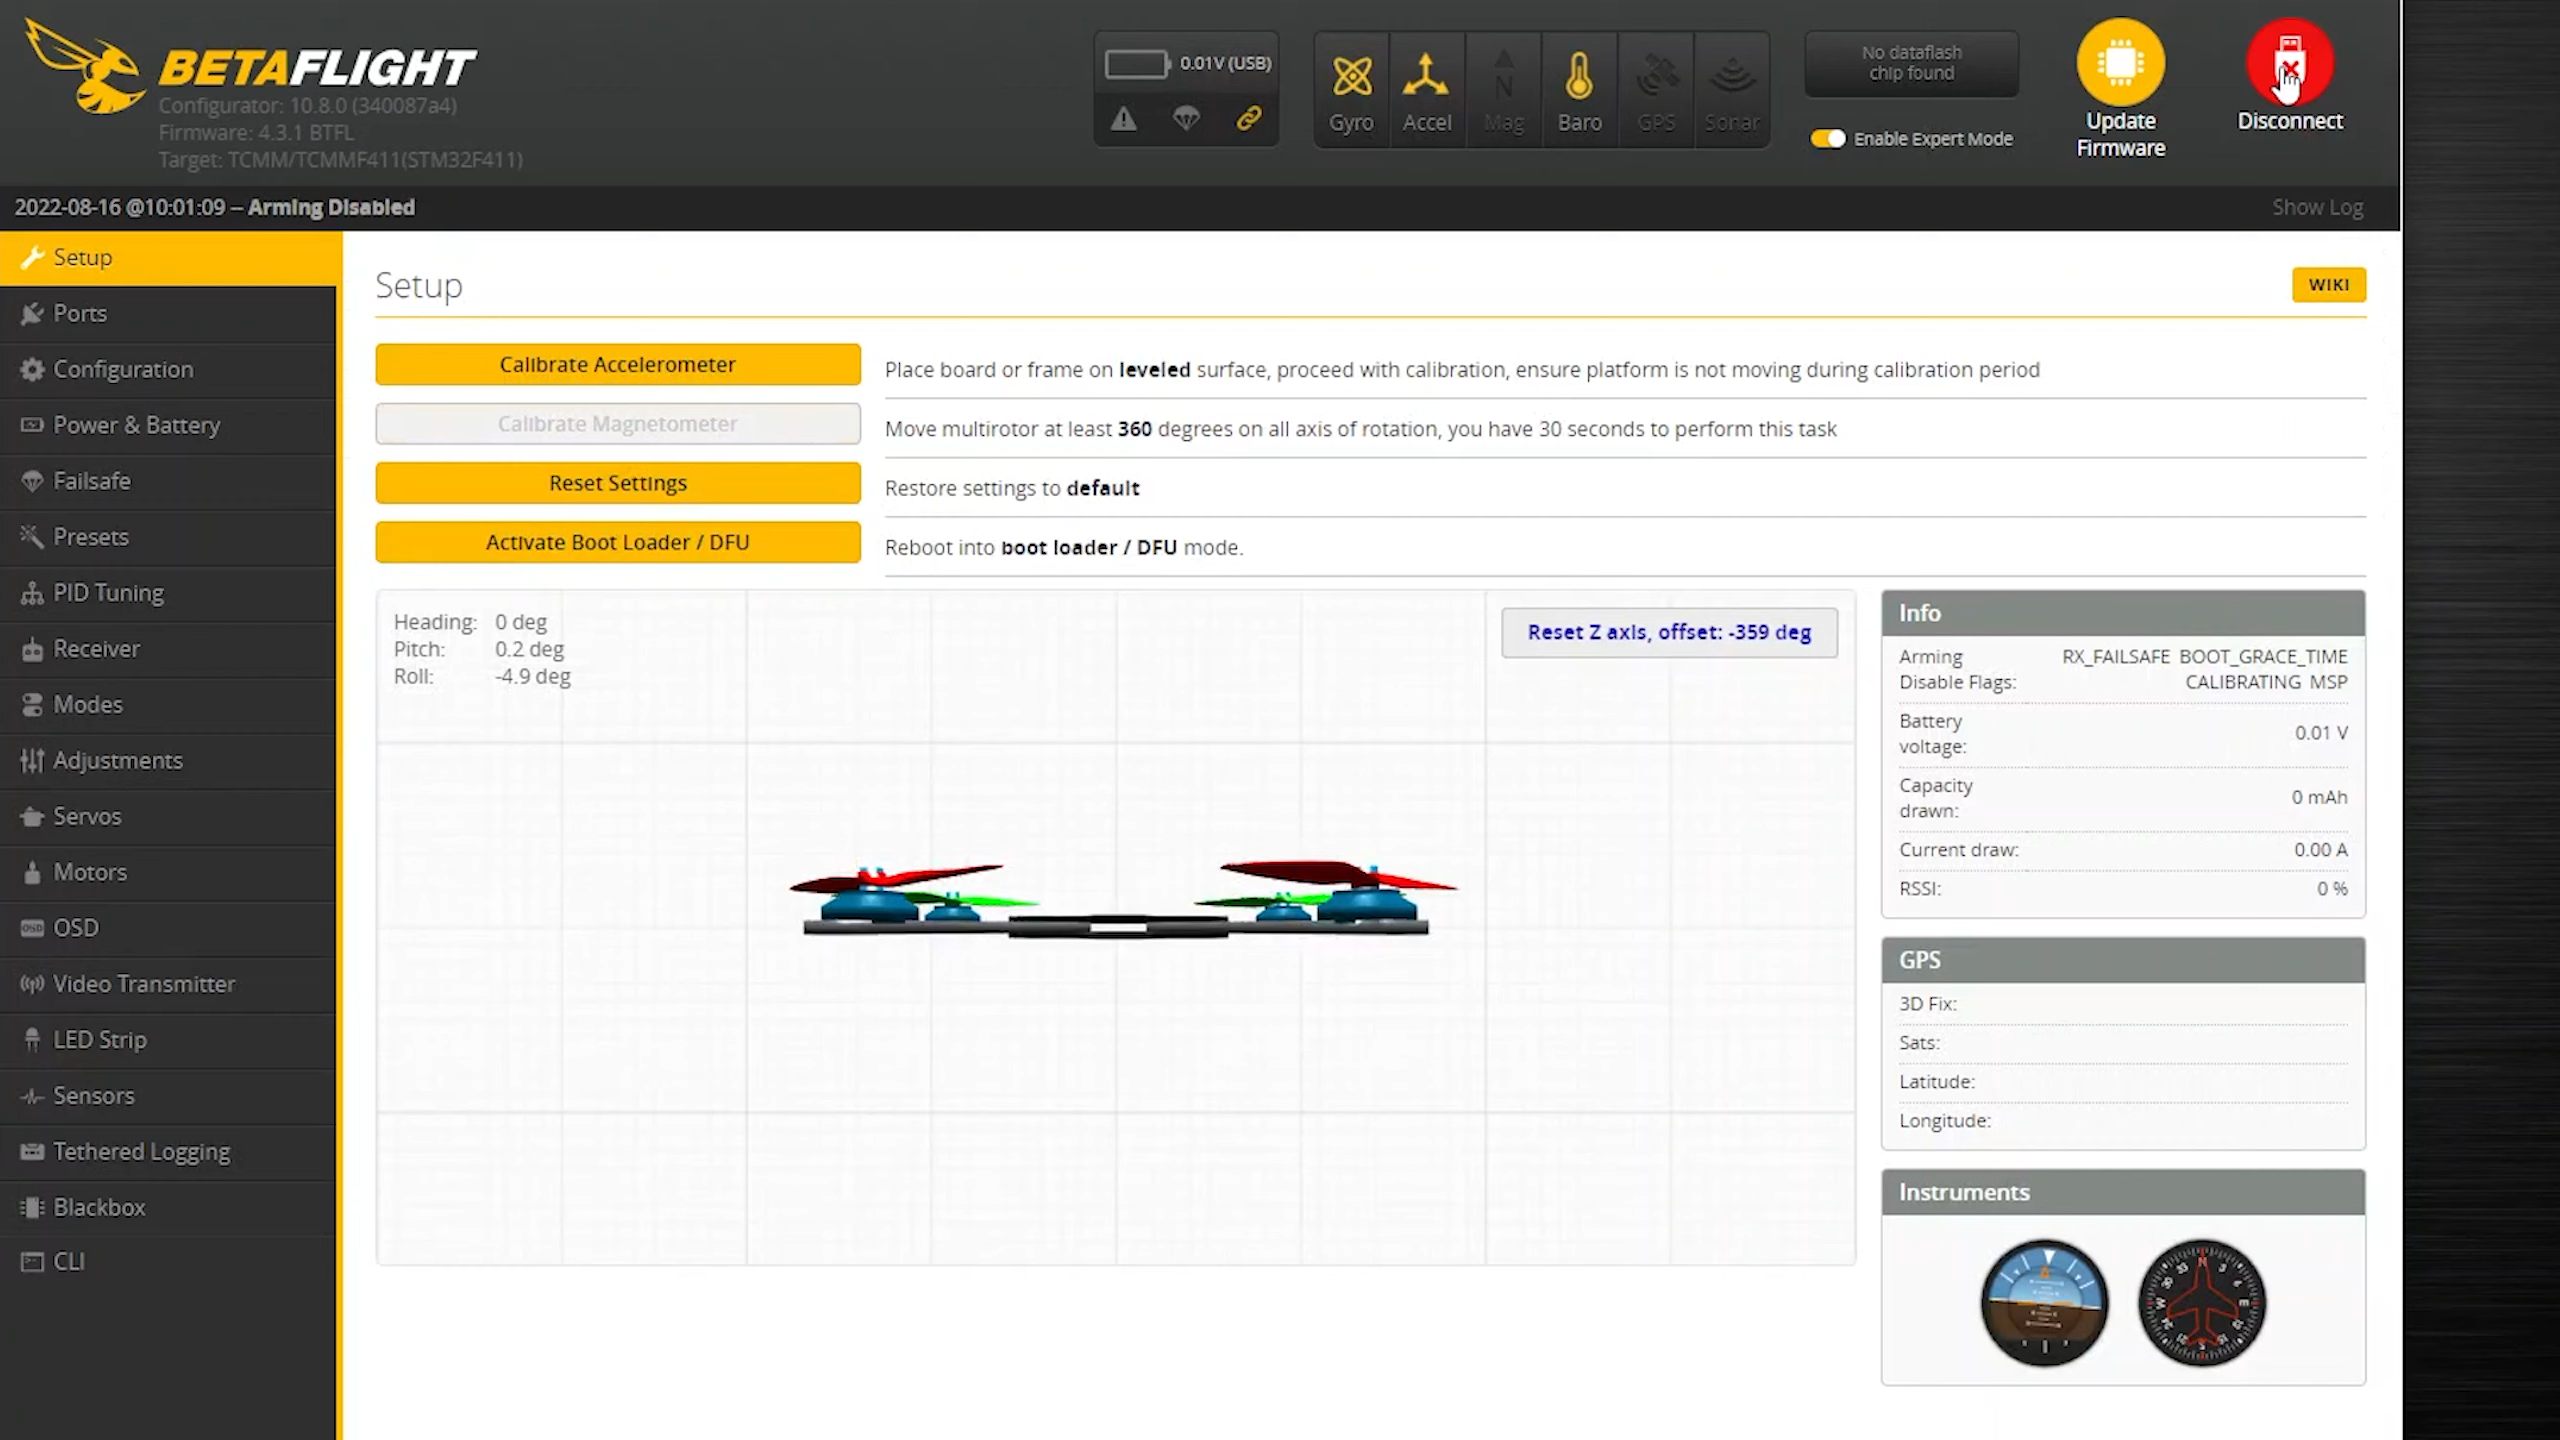 BETAFLIGHT
Configurator: 10.8.0 (340087a4)
Firmware: 4.3.1 BTFL
Target: TCMM/TCMMF411(STM32F411)
0.01V (USB)
Gyro
Accel
N
Mag
Baro
GPS
Sonar
No dataflash
chip found
Enable Expert Mode
Update
Firmware
Disconnect
2022-08-16 @10:01:09 – Arming Disabled
Show Log
Setup
Ports
Configuration
Power & Battery
Failsafe
Presets
PID Tuning
Receiver
Modes
Adjustments
Servos
Motors
OSD
OSD
Video Transmitter
LED Strip
Sensors
Tethered Logging
Blackbox
CLI
Setup
WIKI
Calibrate Accelerometer
Place board or frame on leveled surface, proceed with calibration, ensure platform is not moving during calibration period
Calibrate Magnetometer
Move multirotor at least 360 degrees on all axis of rotation, you have 30 seconds to perform this task
Reset Settings
Restore settings to default
Activate Boot Loader / DFU
Reboot into boot loader / DFU mode.
Heading: 0 deg
Pitch: 0.2 deg
Roll: -4.9 deg
Reset Z axis, offset: -359 deg
Info
Arming
Disable Flags:
RX_FAILSAFE BOOT_GRACE_TIME
CALIBRATING MSP
Battery
voltage:
0.01 V
Capacity
drawn:
0 mAh
Current draw: 0.00 A
RSSI: 0 %
GPS
3D Fix:
Sats:
Latitude:
Longitude:
Instruments